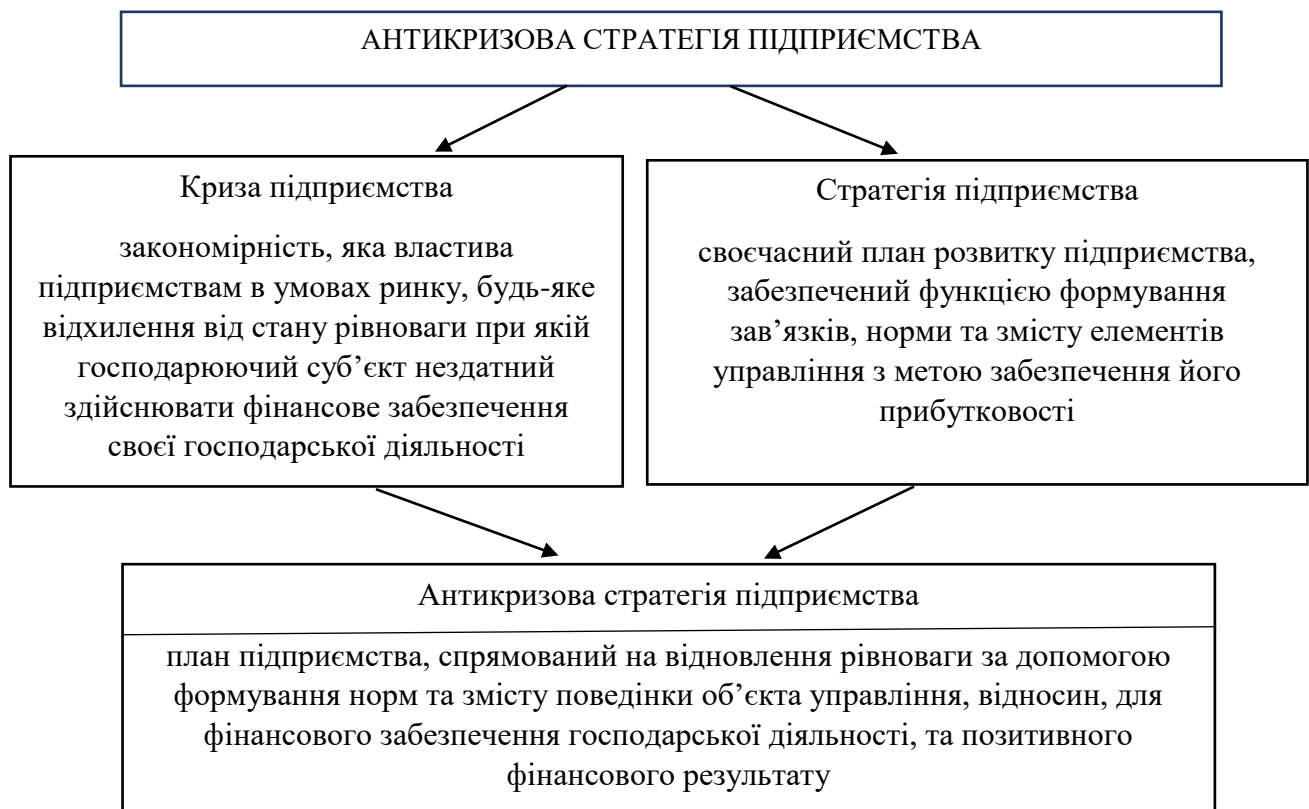 АНТИКРИЗОВА СТРАТЕГІЯ ПІДПРИЄМСТВА
Криза підприємства
закономірність, яка властива
підприємствам в умовах ринку, будь-яке
відхилення від стану рівноваги при якій
господарюючий суб’єкт нездатний
здійснювати фінансове забезпечення
своєї господарської діяльності
Стратегія підприємства
своєчасний план розвитку підприємства,
забезпечений функцією формування
зав’язків, норми та змісту елементів
управління з метою забезпечення його
прибутковості
Антикризова стратегія підприємства
план підприємства, спрямований на відновлення рівноваги за допомогою
формування норм та змісту поведінки об’єкта управління, відносин, для
фінансового забезпечення господарської діяльності, та позитивного
фінансового результату